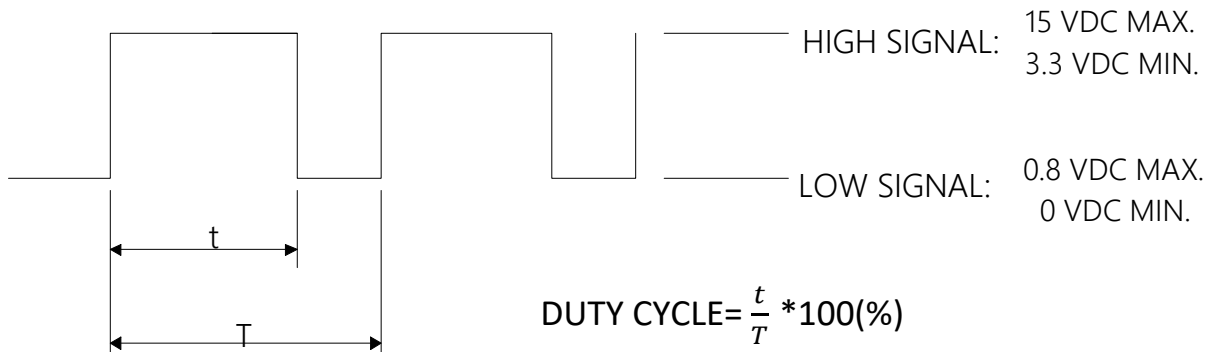 HIGH SIGNAL: 15 VDC MAX.
3.3 VDC MIN.
LOW SIGNAL: 0.8 VDC MAX.
0 VDC MIN.
t
T
DUTY CYCLE= t/T *100(%)